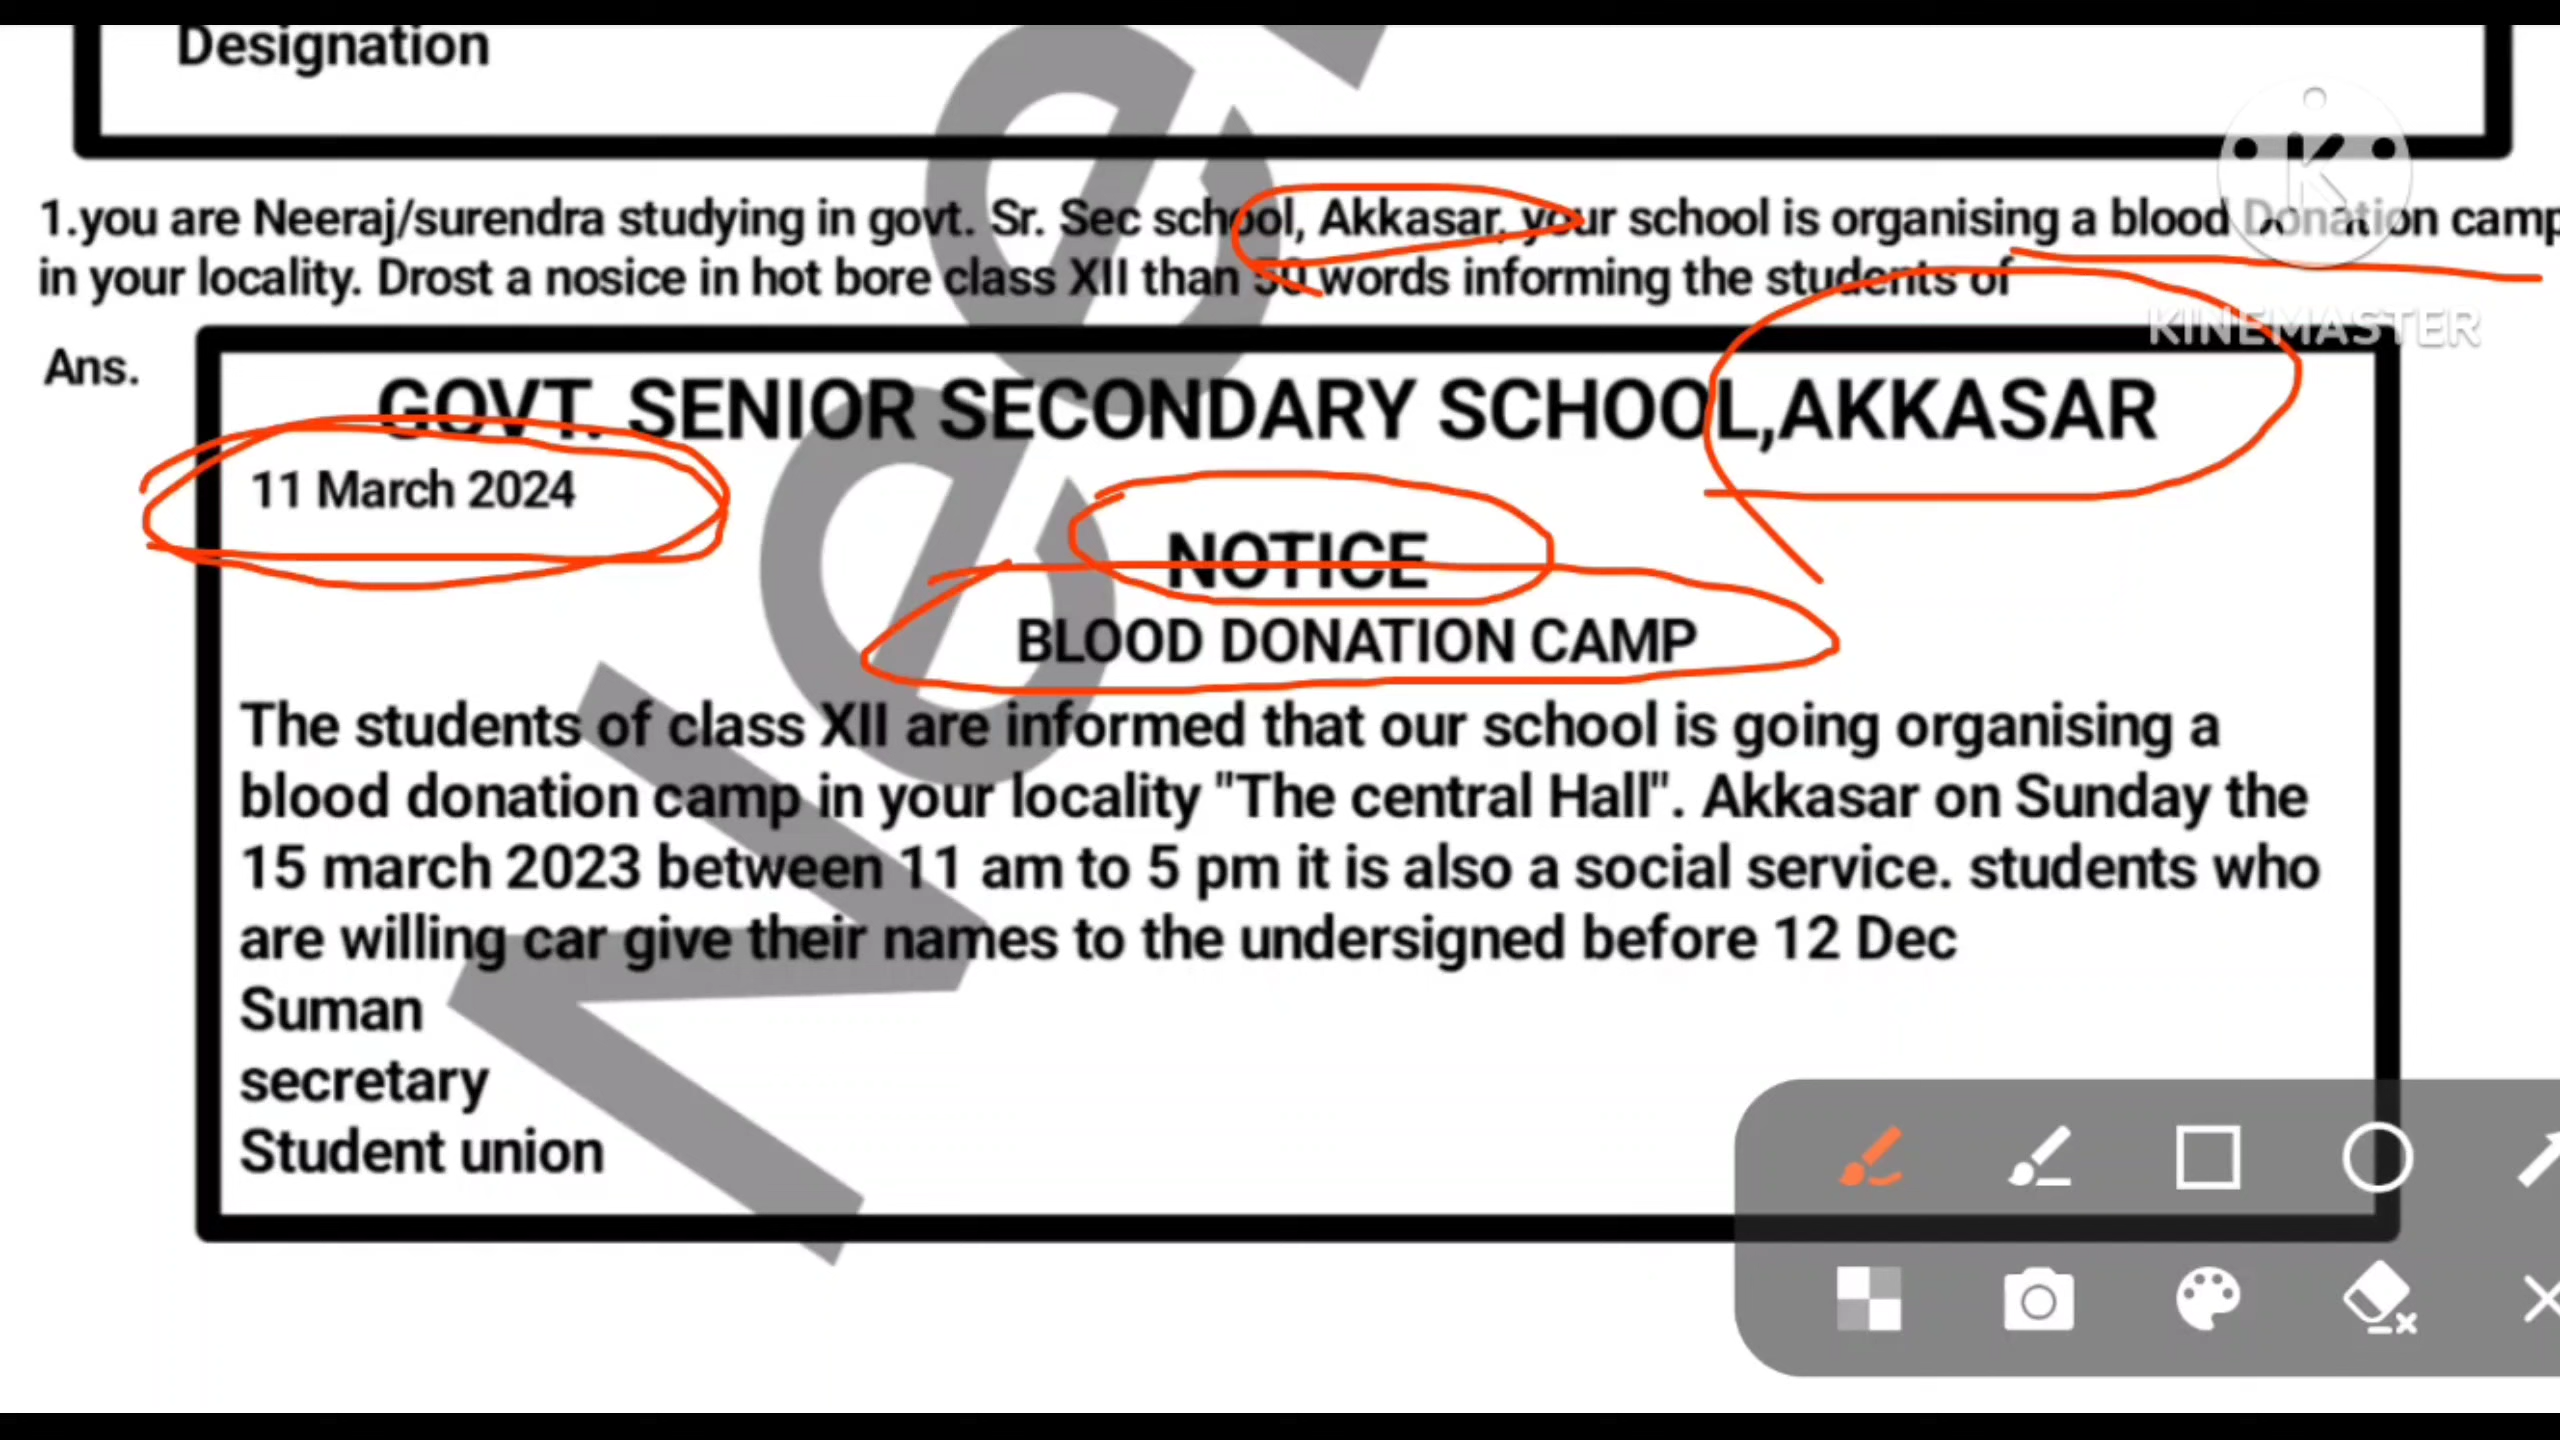 Designation
1.you are Neeraj/surendra studying in govt. Sr. Sec school, Akkasar, your school is organising a blood Donation camp
in your locality. Drost a nosice in hot bore class XII than 50 words informing the students of
KINEMASTER
Ans.
GOVT. SENIOR SECONDARY SCHOOL,AKKASAR
11 March 2024
NOTICE
BLOOD DONATION CAMP
The students of class XII are informed that our school is going organising a
blood donation camp in your locality "The central Hall". Akkasar on Sunday the
15 march 2023 between 11 am to 5 pm it is also a social service. students who
are willing car give their names to the undersigned before 12 Dec
Suman
secretary
Student union